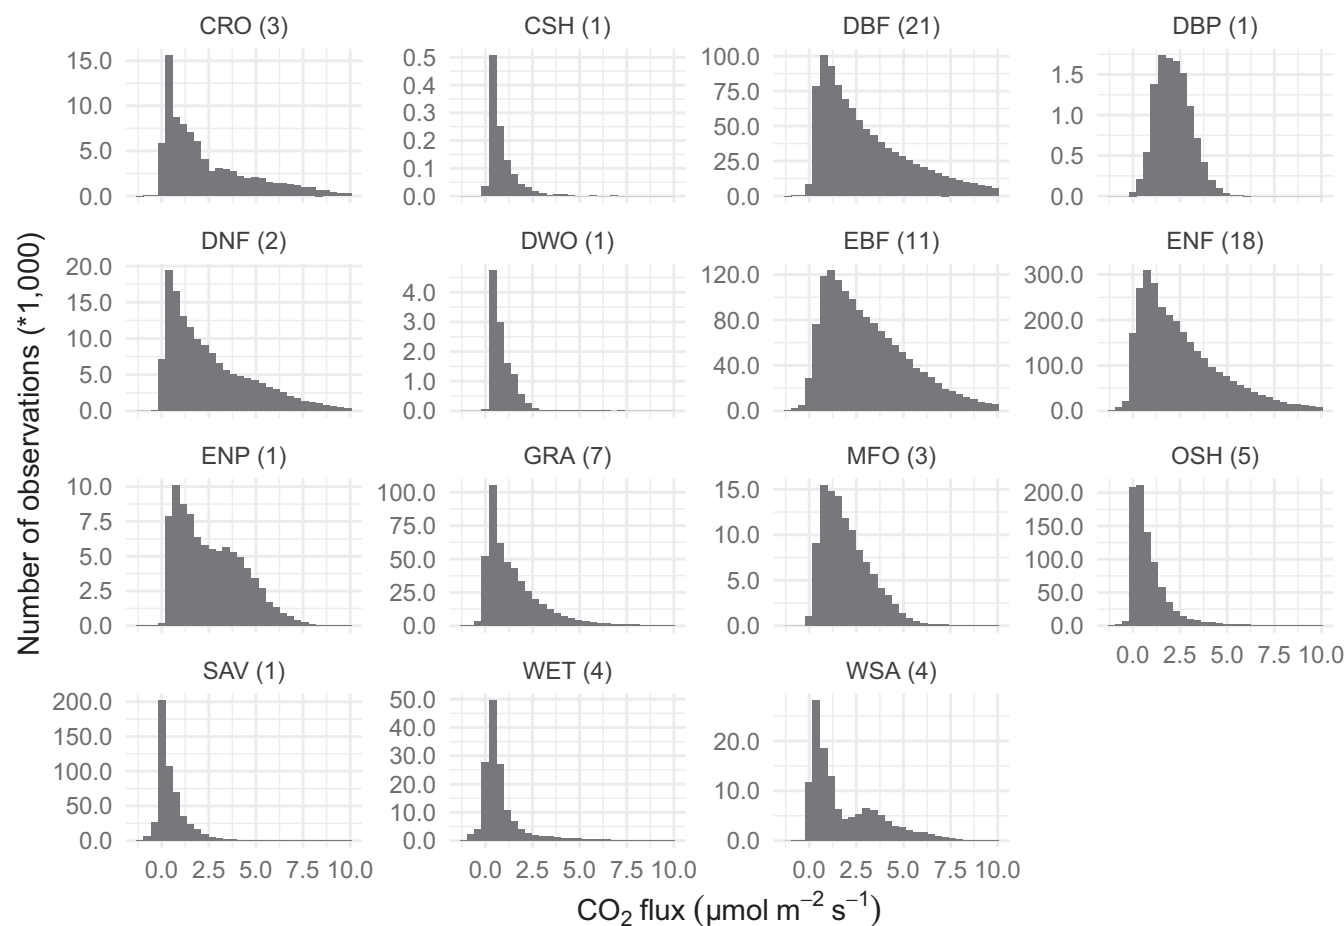 CRO (3) CSH (1) DBF (21) DBP (1)
15.0 0.5 100.0 1.5
10.0 0.4 75.0 1.0
5.0 0.3 50.0 0.5
0.0 0.2 25.0 0.0
0.1 0.0
0.0
DNF (2) DWO (1) EBF (11) ENF (18)
20.0 4.0 120.0 300.0
15.0 3.0 80.0 200.0
10.0 2.0 40.0 100.0
5.0 1.0 0.0 0.0
0.0 0.0
ENP (1) GRA (7) MFO (3) OSH (5)
10.0 100.0 15.0 200.0
7.5 75.0 10.0 150.0
5.0 50.0 5.0 100.0
2.5 25.0 0.0 50.0
0.0 0.0 0.0
0.0 2.5 5.0 7.5 10.0
SAV (1) WET (4) WSA (4)
200.0 50.0 20.0
150.0 40.0 10.0
100.0 30.0 0.0
50.0 20.0
0.0 10.0
0.0
0.0 2.5 5.0 7.5 10.0 0.0 2.5 5.0 7.5 10.0 0.0 2.5 5.0 7.5 10.0
Number of observations (*1,000)
CO₂ flux (μmol m⁻² s⁻¹)